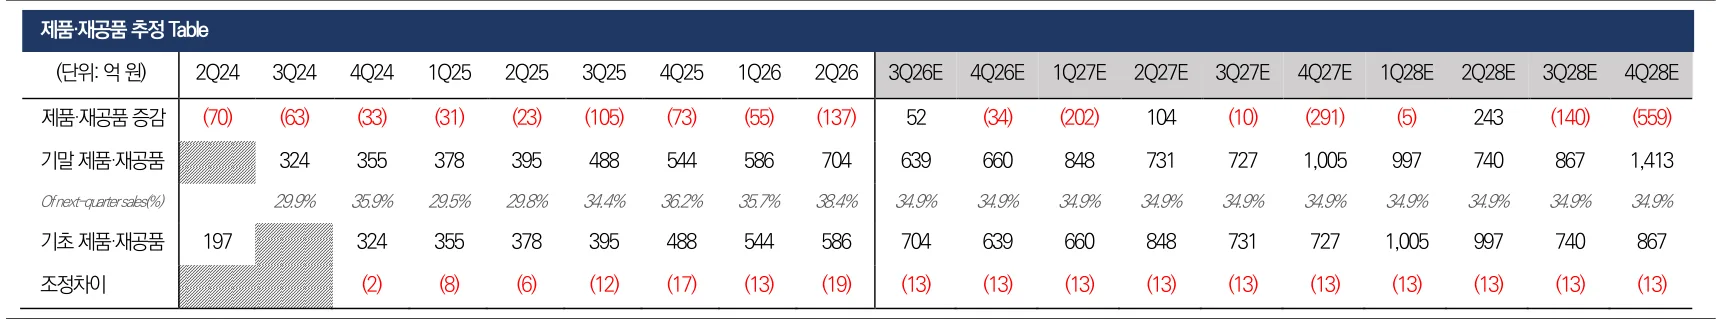 제품·재공품 추정 Table
(단위: 억 원) 2Q24 3Q24 4Q24 1Q25 2Q25 3Q25 4Q25 1Q26 2Q26 3Q26E 4Q26E 1Q27E 2Q27E 3Q27E 4Q27E 1Q28E 2Q28E 3Q28E 4Q28E
제품·재공품 증감 (70) (63) (33) (31) (23) (105) (73) (55) (137) 52 (34) (202) 104 (10) (291) (5) 243 (140) (559)
기말 제품·재공품 324 355 378 395 488 544 586 704 639 660 848 731 727 1,005 997 740 867 1,413
Of next-quarter sales(%) 29.9% 35.9% 29.5% 29.8% 34.4% 36.2% 35.7% 38.4% 34.9% 34.9% 34.9% 34.9% 34.9% 34.9% 34.9% 34.9% 34.9% 34.9%
기초 제품·재공품 197 324 355 378 395 488 544 586 704 639 660 848 731 727 1,005 997 740 867
조정차이 (2) (8) (6) (12) (17) (13) (19) (13) (13) (13) (13) (13) (13) (13) (13) (13) (13)